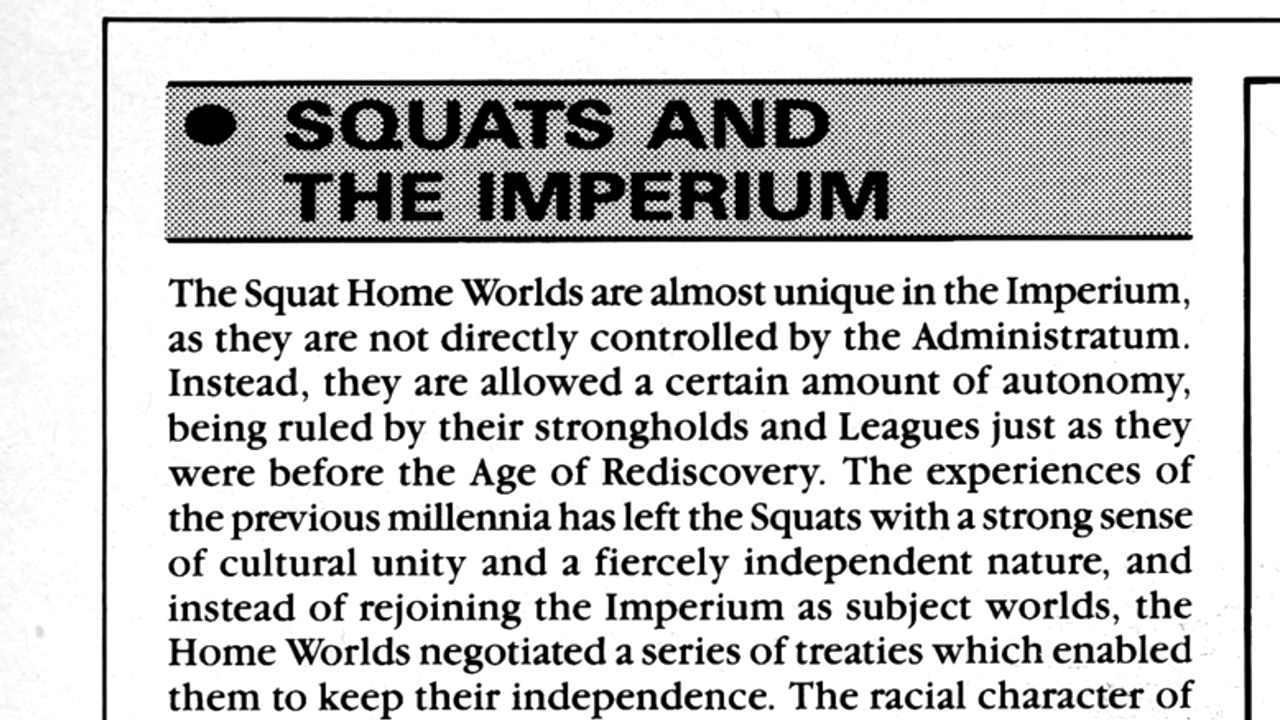 ● SQUATS AND
THE IMPERIUM
The Squat Home Worlds are almost unique in the Imperium,
as they are not directly controlled by the Administratum.
Instead, they are allowed a certain amount of autonomy,
being ruled by their strongholds and Leagues just as they
were before the Age of Rediscovery. The experiences of
the previous millennia has left the Squats with a strong sense
of cultural unity and a fiercely independent nature, and
instead of rejoining the Imperium as subject worlds, the
Home Worlds negotiated a series of treaties which enabled
them to keep their independence. The racial character of